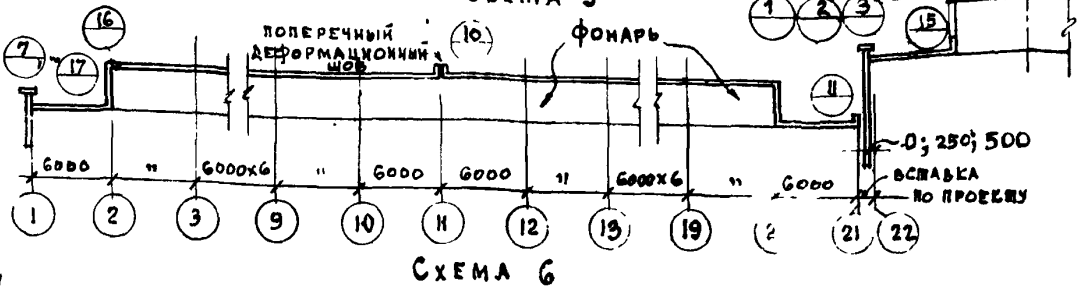 16
7
17
ПОПЕРЕЧНЫЙ
ДЕФОРМАЦИОННЫЙ
ШОВ
10
ФОНАРЬ
1 2 3
15
11
0; 250; 500
ВСТАВКА
ПО ПРОЕКТУ
6000 " 6000х6 " 6000 6000 " 6000х6 " 6000
1 2 3 9 10 11 12 13 19 2 21 22
СХЕМА 6